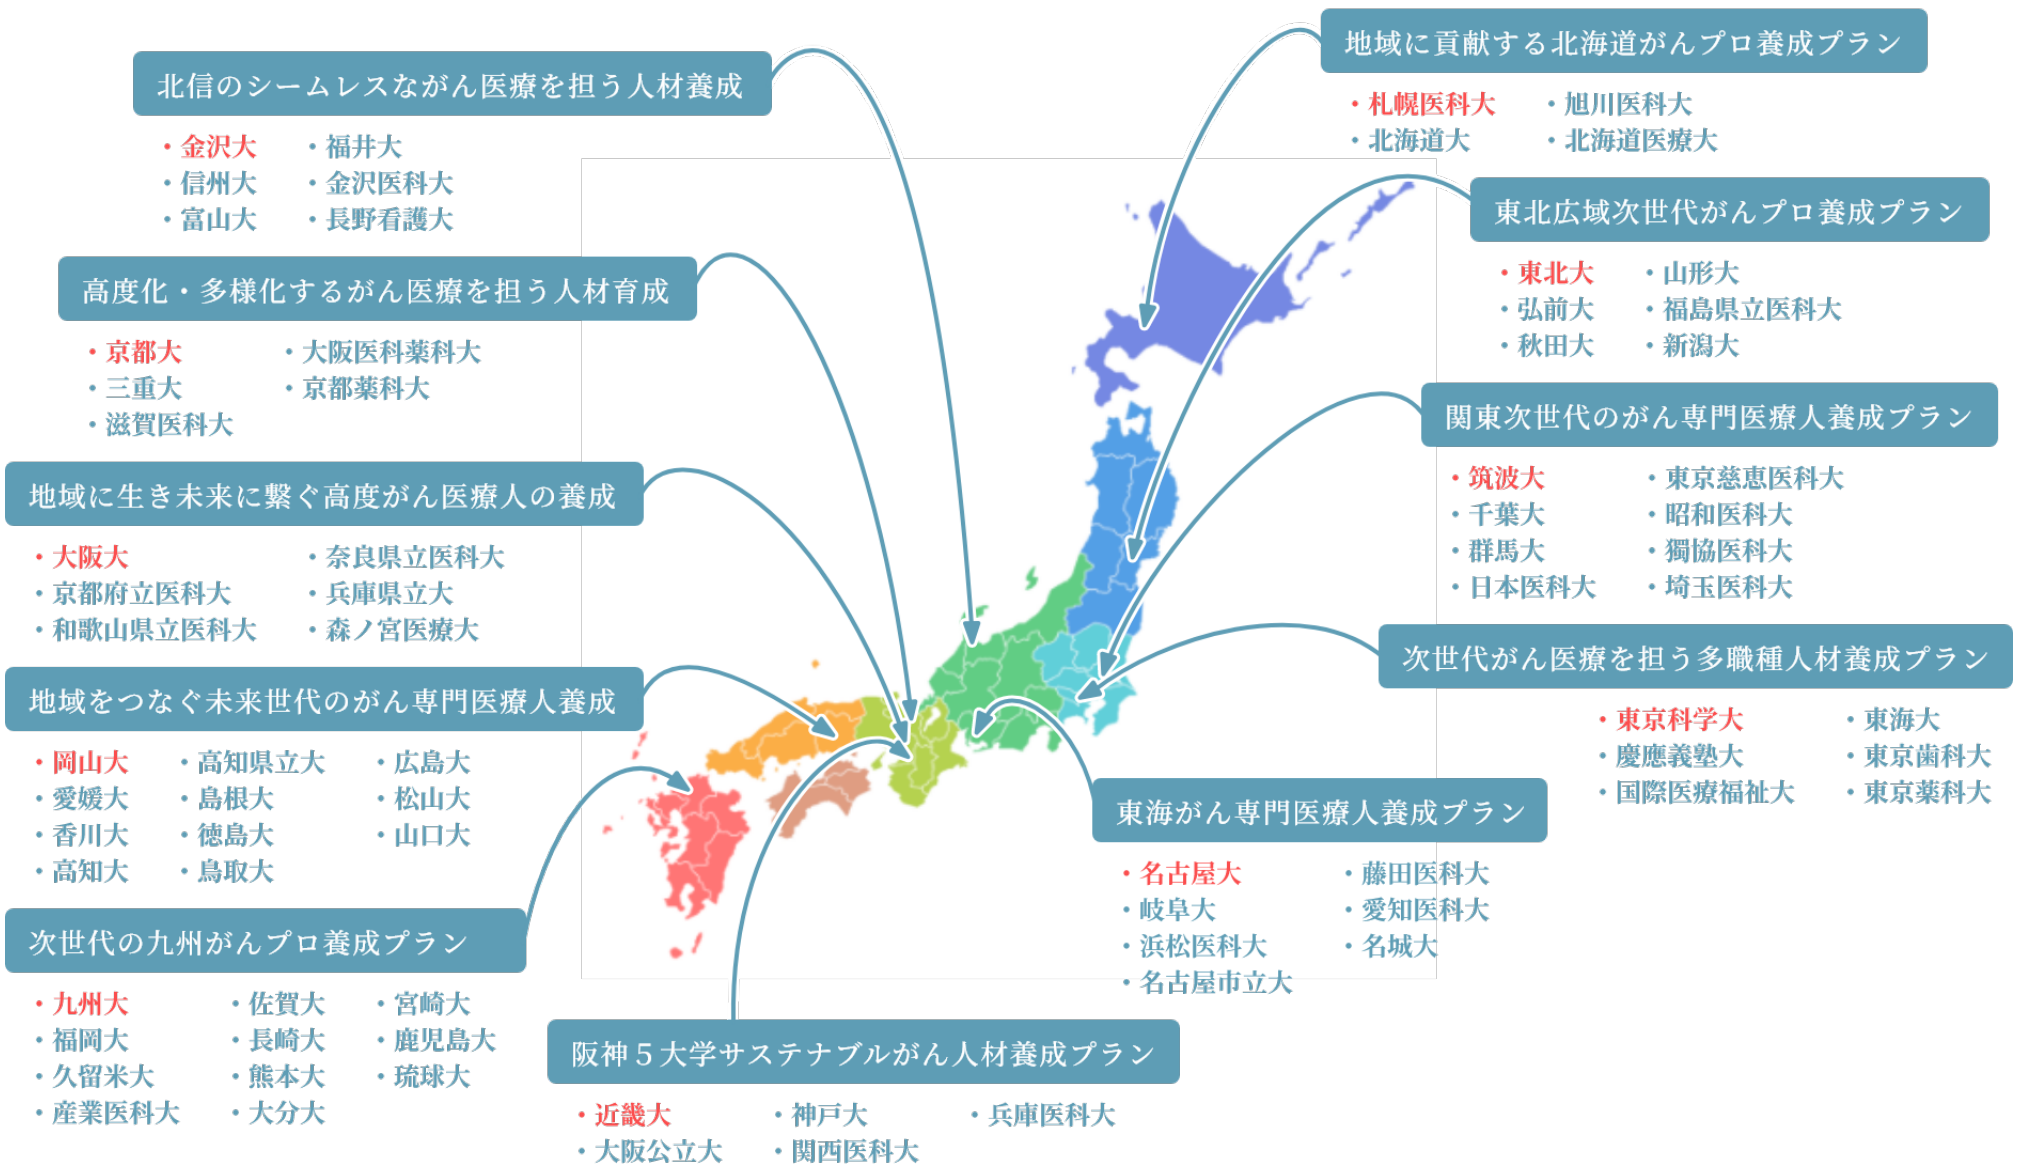 北信のシームレスながん医療を担う人材養成
・金沢大
・福井大
・信州大
・金沢医科大
・富山大
・長野看護大
高度化・多様化するがん医療を担う人材育成
・京都大
・大阪医科薬科大
・三重大
・京都薬科大
・滋賀医科大
地域に生き未来に繋ぐ高度がん医療人の養成
・大阪大
・奈良県立医科大
・京都府立医科大
・兵庫県立大
・和歌山県立医科大
・森ノ宮医療大
地域をつなぐ未来世代のがん専門医療人養成
・岡山大
・高知県立大
・広島大
・愛媛大
・島根大
・松山大
・香川大
・徳島大
・山口大
・高知大
・鳥取大
次世代の九州がんプロ養成プラン
・九州大
・佐賀大
・宮崎大
・福岡大
・長崎大
・鹿児島大
・久留米大
・熊本大
・琉球大
・産業医科大
・大分大
地域に貢献する北海道がんプロ養成プラン
・札幌医科大
・旭川医科大
・北海道大
・北海道医療大
東北広域次世代がんプロ養成プラン
・東北大
・山形大
・弘前大
・福島県立医科大
・秋田大
・新潟大
関東次世代のがん専門医療人養成プラン
・筑波大
・東京慈恵医科大
・千葉大
・昭和医科大
・群馬大
・獨協医科大
・日本医科大
・埼玉医科大
次世代がん医療を担う多職種人材養成プラン
・東京科学大
・東海大
・慶應義塾大
・東京歯科大
・国際医療福祉大
・東京薬科大
東海がん専門医療人養成プラン
・名古屋大
・藤田医科大
・岐阜大
・愛知医科大
・浜松医科大
・名城大
・名古屋市立大
阪神５大学サステナブルがん人材養成プラン
・近畿大
・神戸大
・兵庫医科大
・大阪公立大
・関西医科大